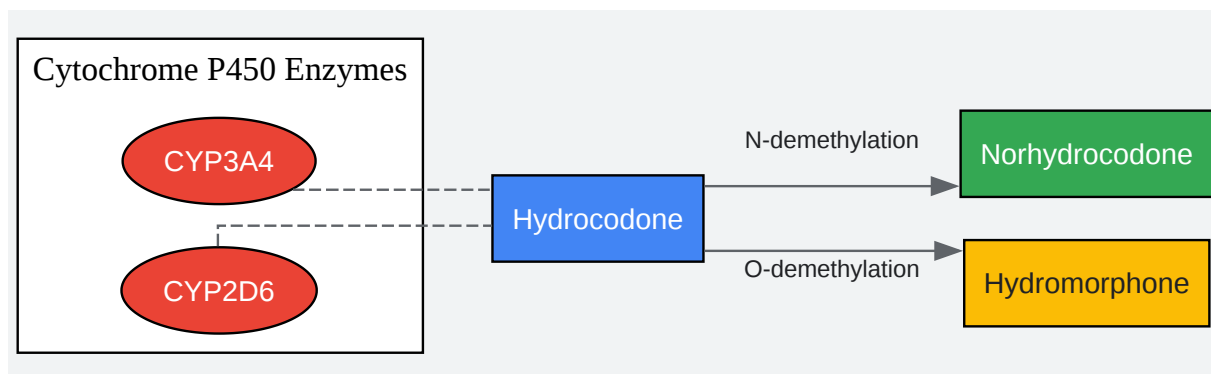 Cytochrome P450 Enzymes
CYP3A4
CYP2D6
Hydrocodone
N-demethylation
O-demethylation
Norhydrocodone
Hydromorphone